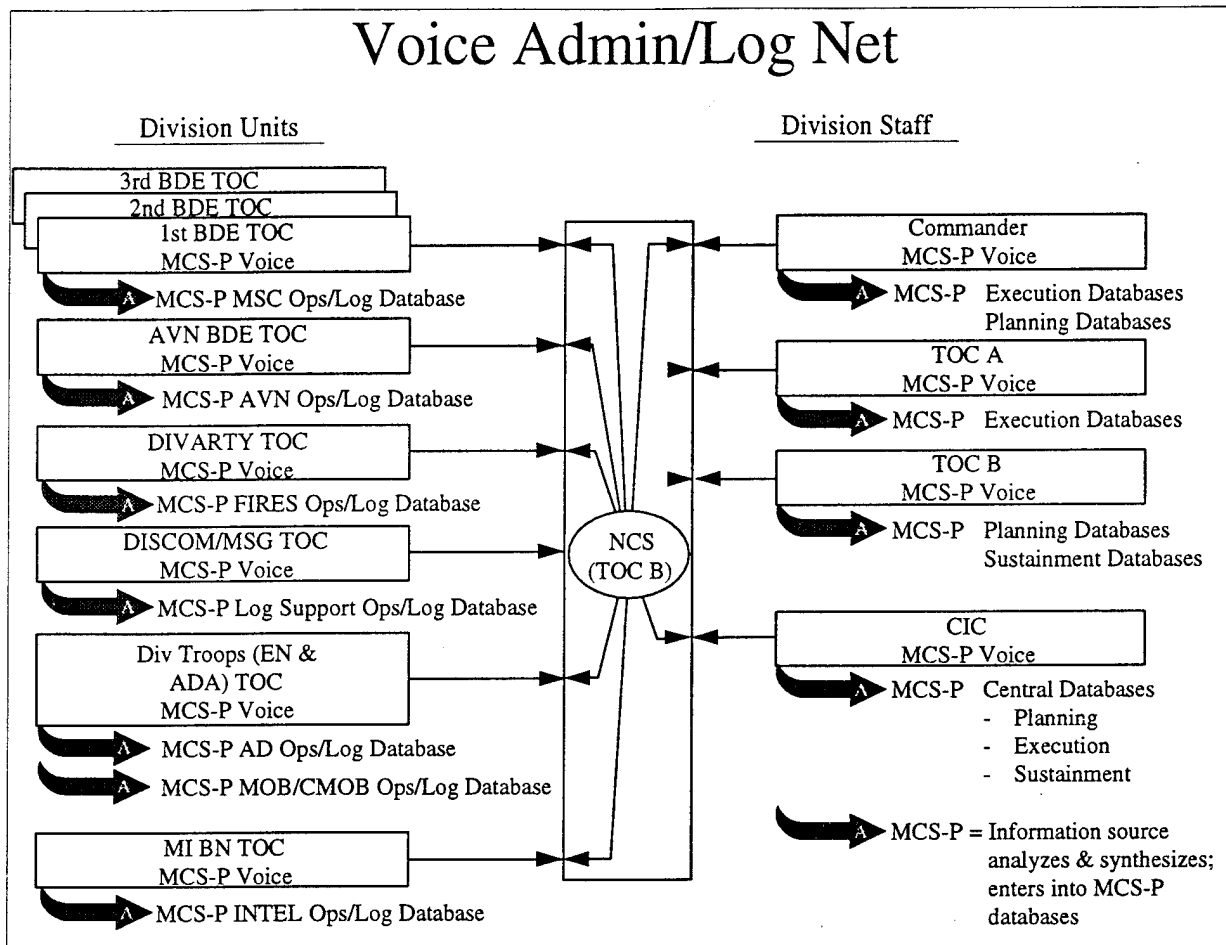 Voice Admin/Log Net
Division Units
3rd BDE TOC
2nd BDE TOC
1st BDE TOC
MCS-P Voice
A MCS-P MSC Ops/Log Database
AVN BDE TOC
MCS-P Voice
A MCS-P AVN Ops/Log Database
DIVARTY TOC
MCS-P Voice
A MCS-P FIRES Ops/Log Database
DISCOM/MSG TOC
MCS-P Voice
A MCS-P Log Support Ops/Log Database
Div Troops (EN &
ADA) TOC
MCS-P Voice
A MCS-P AD Ops/Log Database
A MCS-P MOB/CMOB Ops/Log Database
MI BN TOC
MCS-P Voice
A MCS-P INTEL Ops/Log Database
NCS
(TOC B)
Division Staff
Commander
MCS-P Voice
A MCS-P Execution Databases
Planning Databases
TOC A
MCS-P Voice
A MCS-P Execution Databases
TOC B
MCS-P Voice
A MCS-P Planning Databases
Sustainment Databases
CIC
MCS-P Voice
A MCS-P Central Databases
- Planning
- Execution
- Sustainment
A MCS-P = Information source
analyzes & synthesizes;
enters into MCS-P
databases